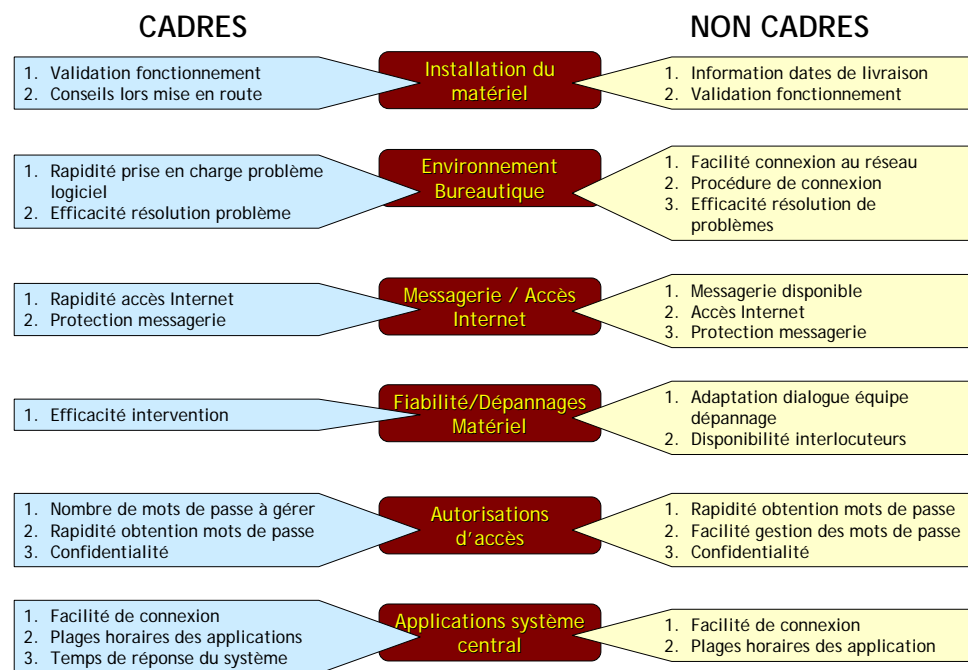 CADRES
NON CADRES
1. Validation fonctionnement
2. Conseils lors mise en route
Installation du
matériel
1. Information dates de livraison
2. Validation fonctionnement
1. Rapidité prise en charge problème
logiciel
2. Efficacité résolution problème
Environnement
Bureautique
1. Facilité connexion au réseau
2. Procédure de connexion
3. Efficacité résolution de
problèmes
1. Rapidité accès Internet
2. Protection messagerie
Messagerie / Accès
Internet
1. Messagerie disponible
2. Accès Internet
3. Protection messagerie
1. Efficacité intervention
Fiabilité/Dépannages
Matériel
1. Adaptation dialogue équipe
dépannage
2. Disponibilité interlocuteurs
1. Nombre de mots de passe à gérer
2. Rapidité obtention mots de passe
3. Confidentialité
Autorisations
d'accès
1. Rapidité obtention mots de passe
2. Facilité gestion des mots de passe
3. Confidentialité
1. Facilité de connexion
2. Plages horaires des applications
3. Temps de réponse du système
Applications système
central
1. Facilité de connexion
2. Plages horaires des application